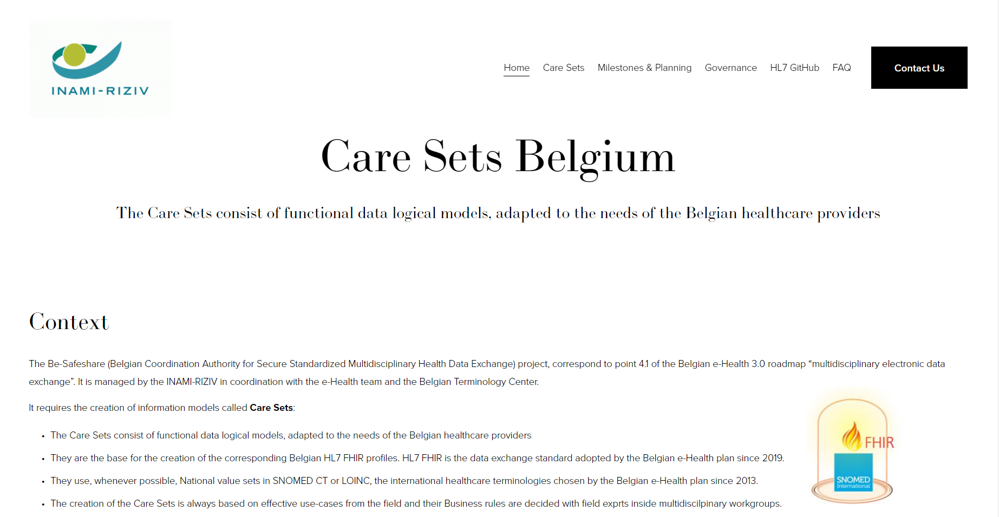 INAMI-RIZIV
Home Care Sets Milestones & Planning Governance HL7 GitHub FAQ Contact Us
Care Sets Belgium
The Care Sets consist of functional data logical models, adapted to the needs of the Belgian healthcare providers
Context
The Be-Safeshare (Belgian Coordination Authority for Secure Standardized Multidisciplinary Health Data Exchange) project, correspond to point 4.1 of the Belgian e-Health 3.0 roadmap “multidisciplinary electronic data
exchange”. It is managed by the INAMI-RIZIV in coordination with the e-Health team and the Belgian Terminology Center.
It requires the creation of information models called Care Sets:
• The Care Sets consist of functional data logical models, adapted to the needs of the Belgian healthcare providers
• They are the base for the creation of the corresponding Belgian HL7 FHIR profiles. HL7 FHIR is the data exchange standard adopted by the Belgian e-Health plan since 2019.
• They use, whenever possible, National value sets in SNOMED CT or LOINC, the international healthcare terminologies chosen by the Belgian e-Health plan since 2013.
• The creation of the Care Sets is always based on effective use-cases from the field and their Business rules are decided with field exprts inside multidiscilpinary workgroups.
FHIR
SNOMED
International